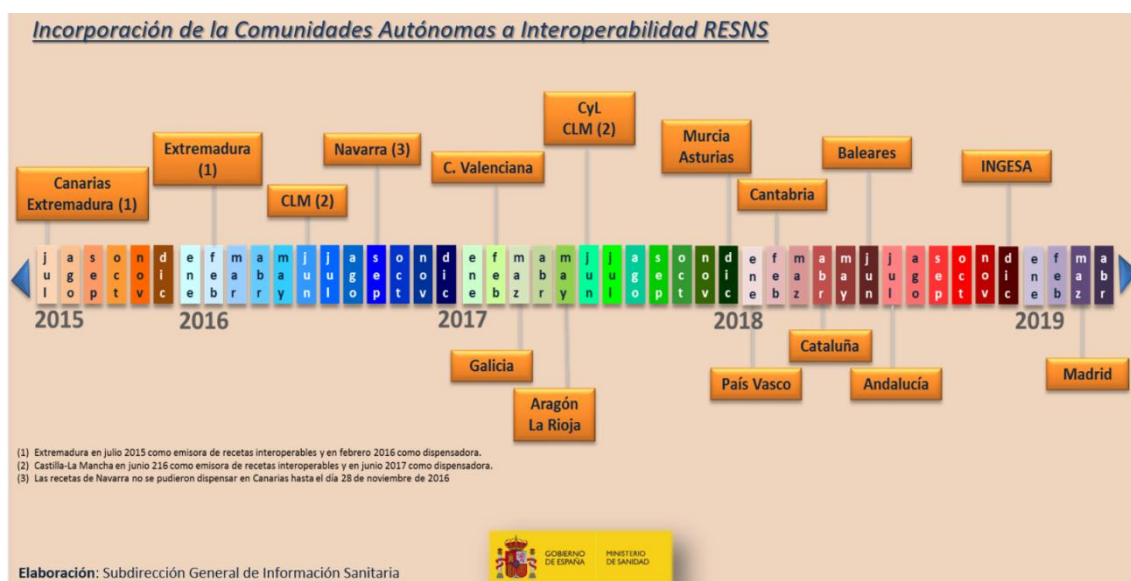 Incorporación de la Comunidades Autónomas a Interoperabilidad RESNS
Canarias
Extremadura (1)
Extremadura
(1)
CLM (2)
Navarra (3)
C. Valenciana
CyL
CLM (2)
Murcia
Asturias
Cantabria
Baleares
INGESA
jul ago sep oct nov dic ene feb mar abr may jun jul ago sep oct nov dic ene feb maz abr may jun jul ago sep oct nov dic ene feb maz abr may jun jul ago sep oct nov dic ene feb maz abr
2015 2016 2017 2018 2019
Galicia
Aragón
La Rioja
País Vasco
Cataluña
Andalucía
Madrid
(1) Extremadura en julio 2015 como emisora de recetas interoperables y en febrero 2016 como dispensadora.
(2) Castilla-La Mancha en junio 216 como emisora de recetas interoperables y en junio 2017 como dispensadora.
(3) Las recetas de Navarra no se pudieron dispensar en Canarias hasta el día 28 de noviembre de 2016
GOBIERNO
DE ESPAÑA
MINISTERIO
DE SANIDAD
Elaboración: Subdirección General de Información Sanitaria